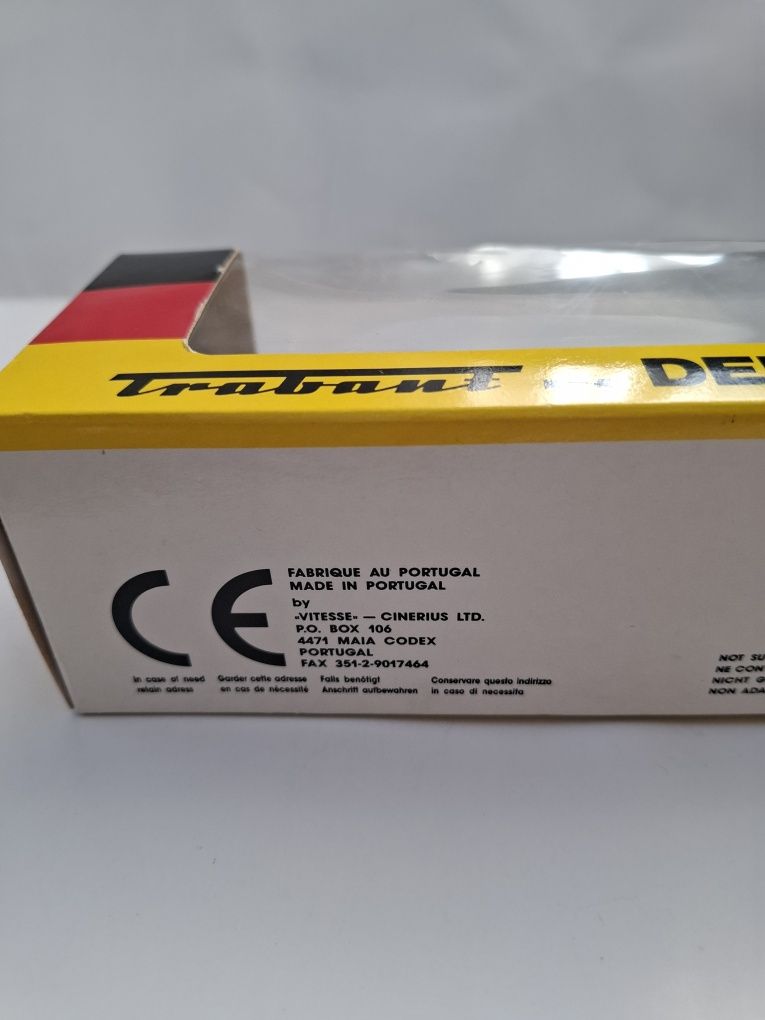 Trabant ... DE
CE
FABRIQUE AU PORTUGAL
MADE IN PORTUGAL
by
«VITESSE» — CINERIUS LTD.
P.O. BOX 106
4471 MAIA CODEX
PORTUGAL
FAX 351-2-9017464
In case of need
retain adress
Garder cette adresse
en cas de nécessité
Falls benötigt
Anschrift aufbewahren
Conservare questo indirizzo
in caso di necessita
NOT SU
NE CON
NICHT G
NON ADA